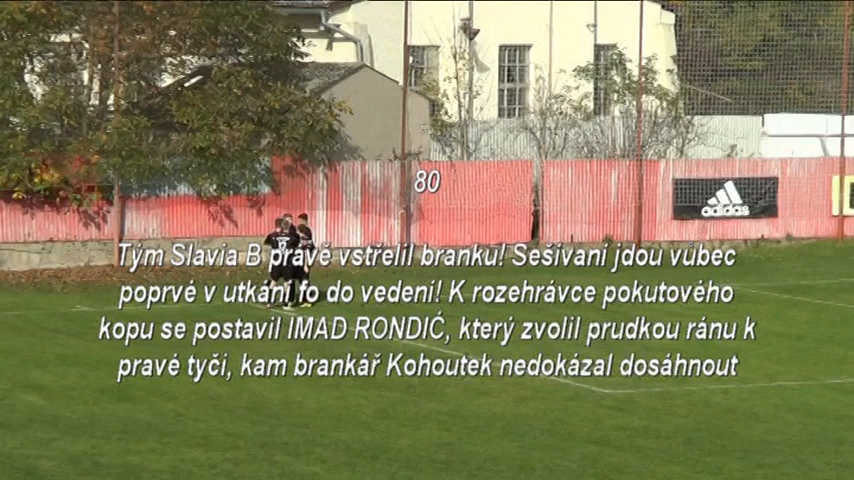 80
Tým Slavia B právě vstřelil branku! Sešívaní jdou vůbec
poprvé v utkání fo do vedení! K rozehrávce pokutového
kopu se postavil IMAD RONDIĆ, který zvolil prudkou ránu k
pravé tyči, kam brankář Kohoutek nedokázal dosáhnout
adidas